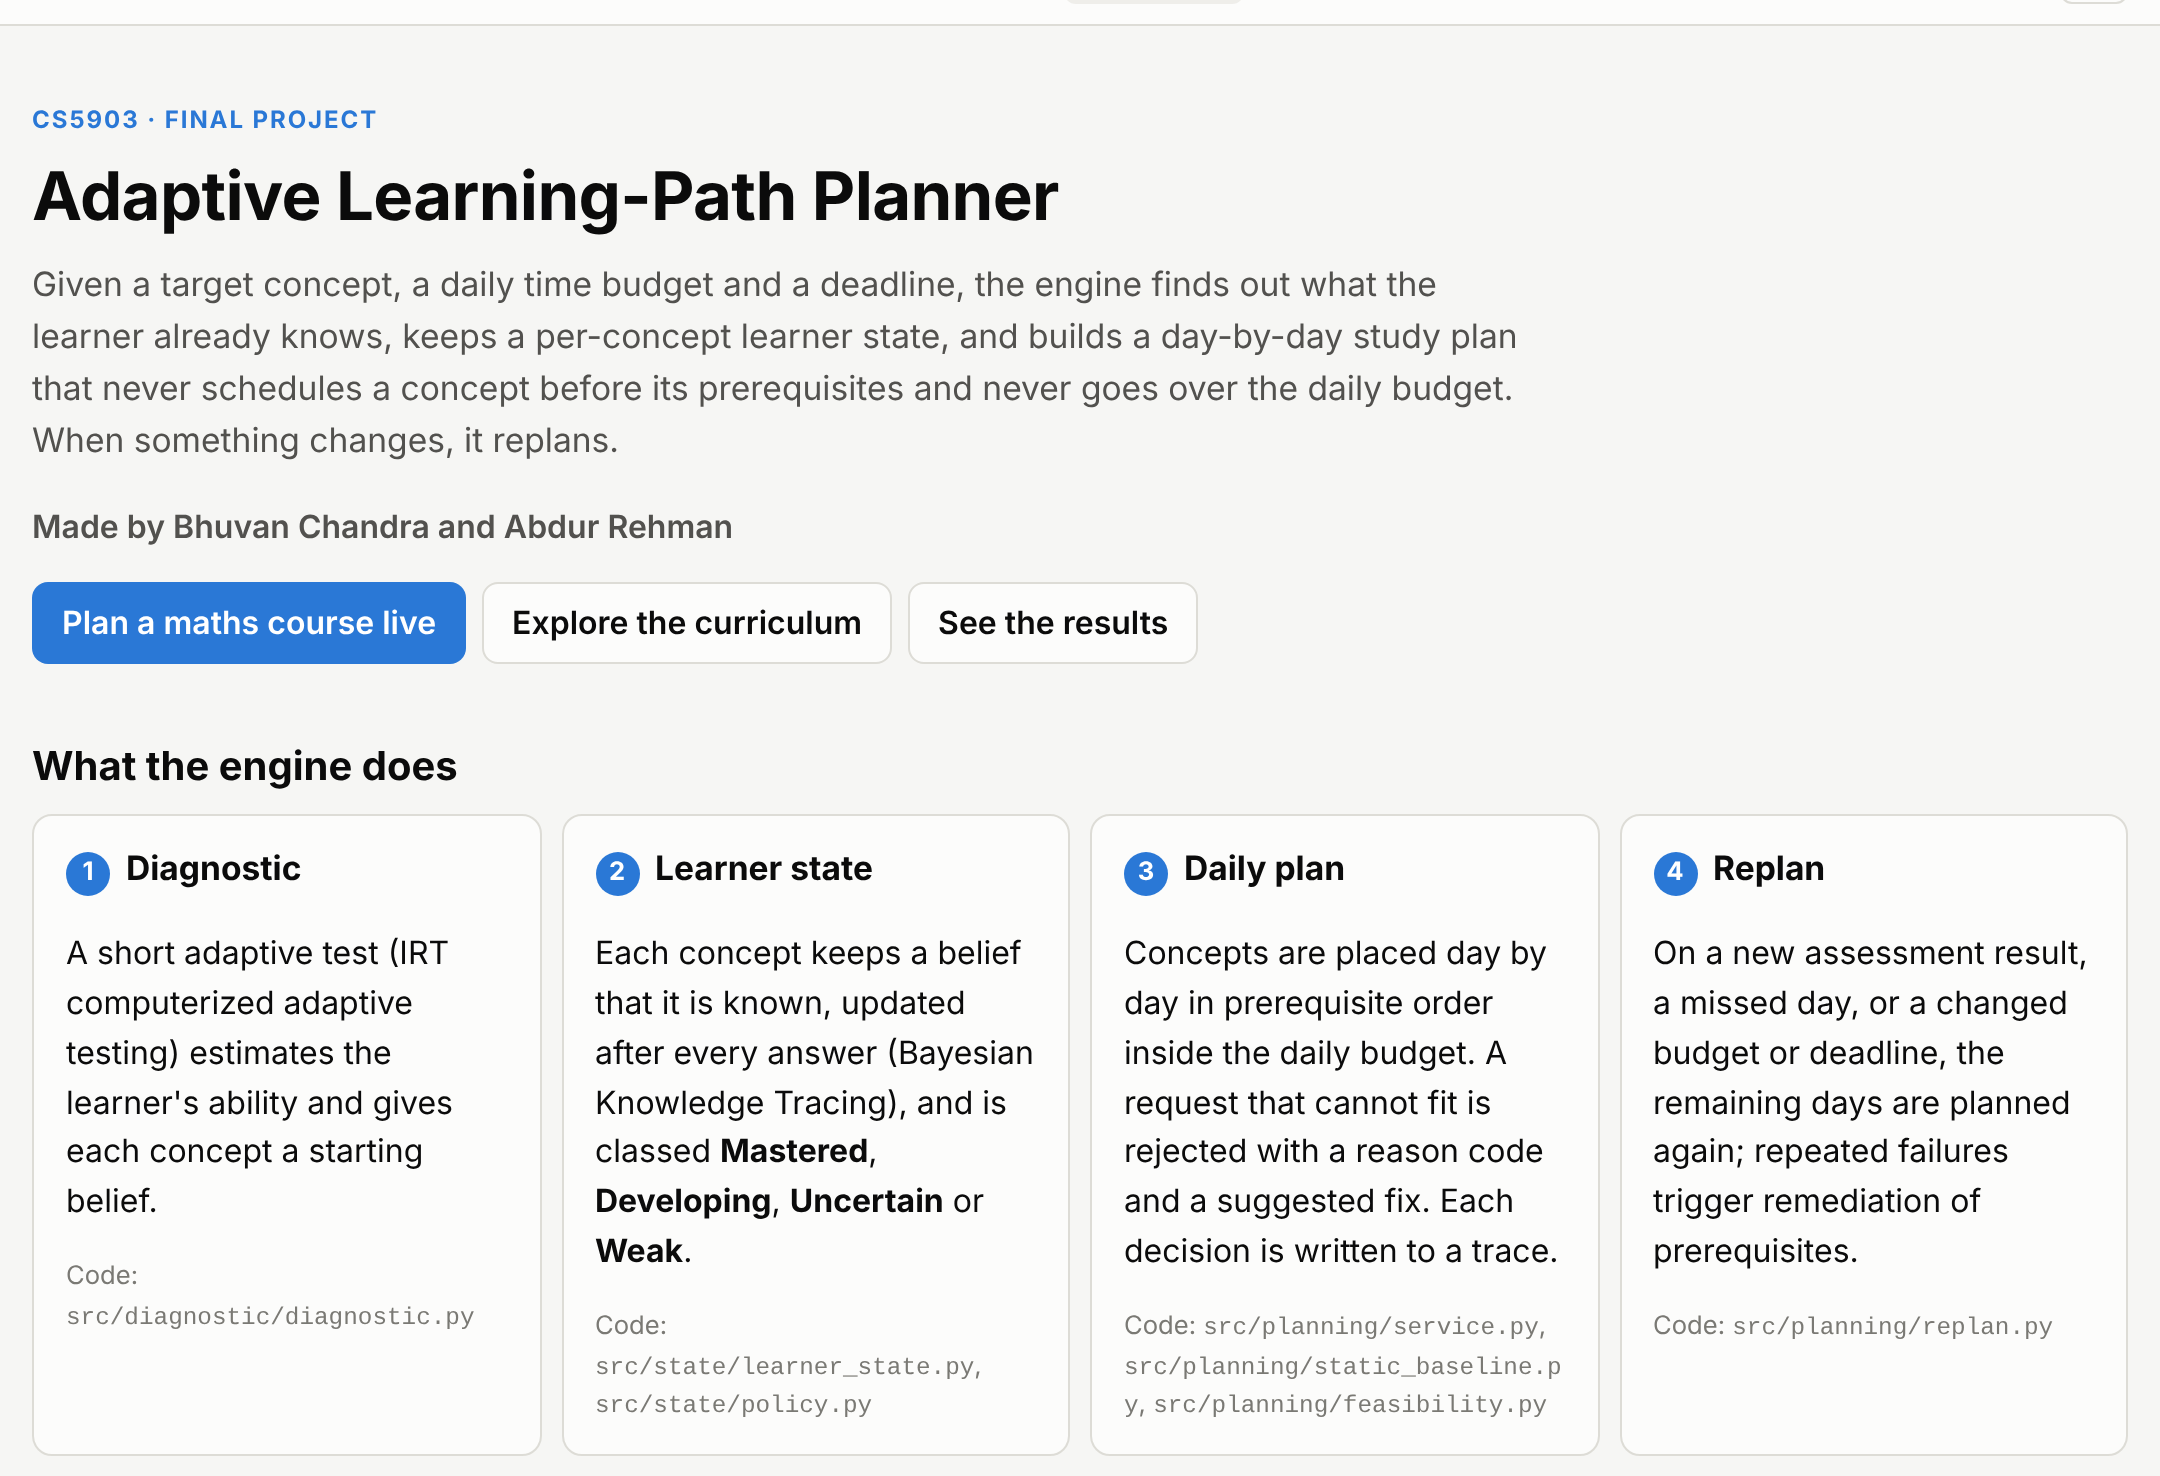 CS5903 · FINAL PROJECT
Adaptive Learning-Path Planner
Given a target concept, a daily time budget and a deadline, the engine finds out what the
learner already knows, keeps a per-concept learner state, and builds a day-by-day study plan
that never schedules a concept before its prerequisites and never goes over the daily budget.
When something changes, it replans.
Made by Bhuvan Chandra and Abdur Rehman
Plan a maths course live
Explore the curriculum
See the results
What the engine does
1 Diagnostic
A short adaptive test (IRT
computerized adaptive
testing) estimates the
learner's ability and gives
each concept a starting
belief.
Code:
src/diagnostic/diagnostic.py
2 Learner state
Each concept keeps a belief
that it is known, updated
after every answer (Bayesian
Knowledge Tracing), and is
classed Mastered,
Developing, Uncertain or
Weak.
Code:
src/state/learner_state.py,
src/state/policy.py
3 Daily plan
Concepts are placed day by
day in prerequisite order
inside the daily budget. A
request that cannot fit is
rejected with a reason code
and a suggested fix. Each
decision is written to a trace.
Code: src/planning/service.py,
src/planning/static_baseline.p
y, src/planning/feasibility.py
4 Replan
On a new assessment result,
a missed day, or a changed
budget or deadline, the
remaining days are planned
again; repeated failures
trigger remediation of
prerequisites.
Code: src/planning/replan.py